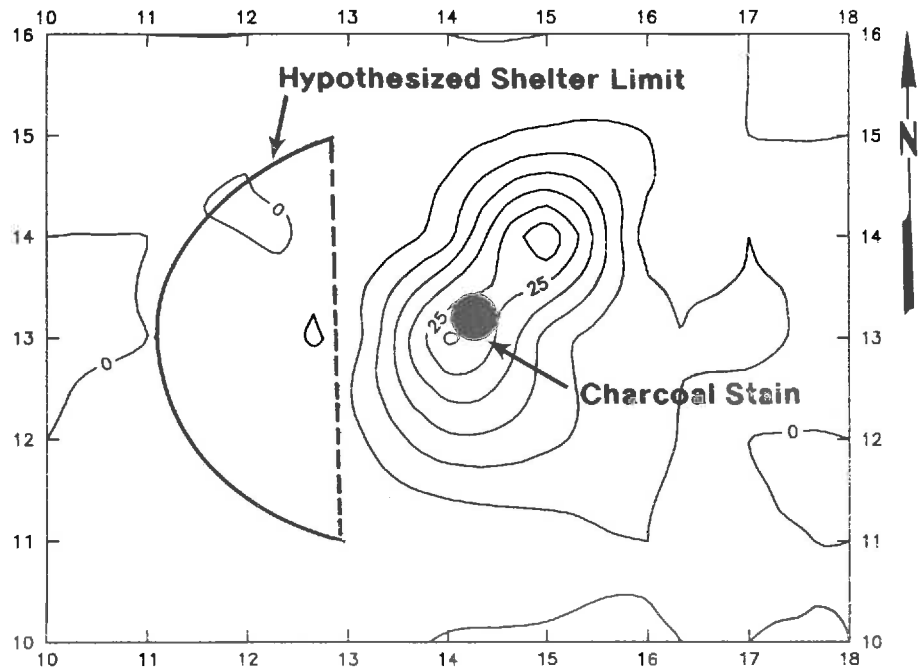 10 11 12 13 14 15 16 17 18
16 16
Hypothesized Shelter Limit
15 15
N
0
14 14
25
25
13 13
0
Charcoal Stain
12 0 12
11 11
10 10
10 11 12 13 14 15 16 17 18